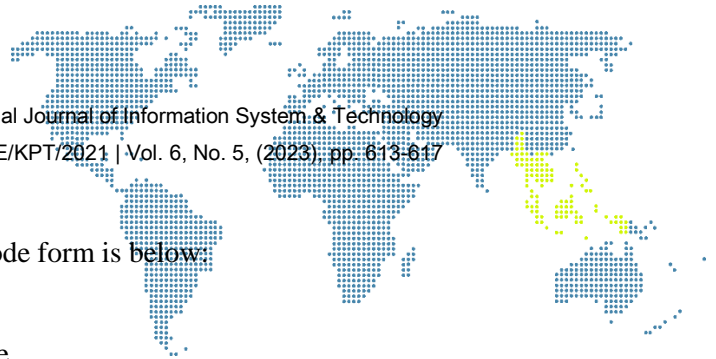 al Journal of Information System & Technology
E/KPT/2021 | Vol. 6, No. 5, (2023), pp. 613-617
ode form is below:
e